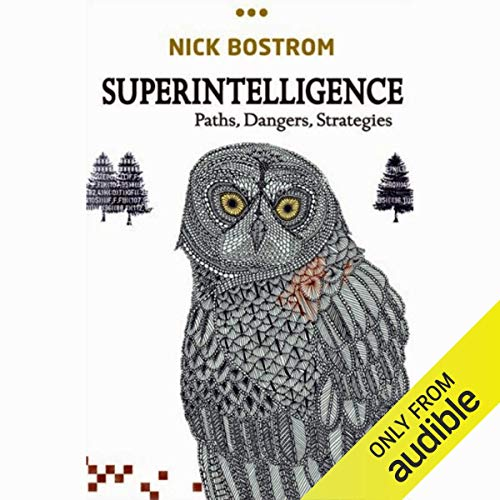 NICK BOSTROM
SUPERINTELLIGENCE
Paths, Dangers, Strategies
ONLY FROM
audible